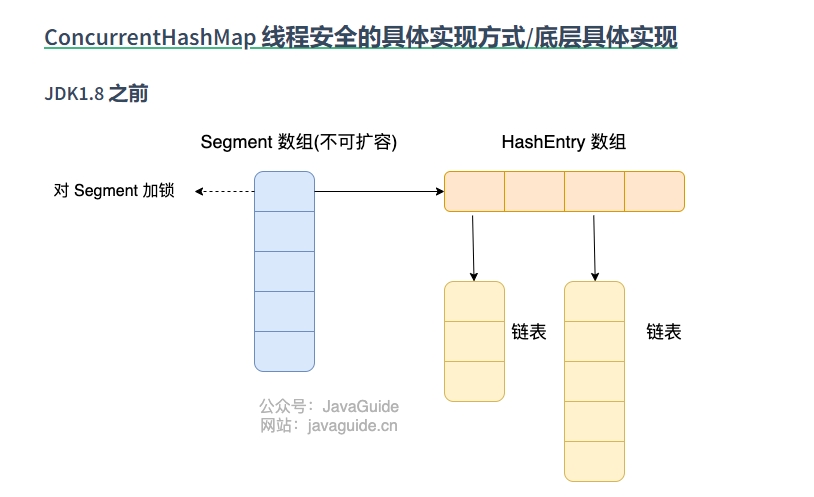 ConcurrentHashMap 线程安全的具体实现方式/底层具体实现
JDK1.8 之前
Segment 数组(不可扩容)
HashEntry 数组
对 Segment 加锁
链表
链表
公众号：JavaGuide
网站：javaguide.cn